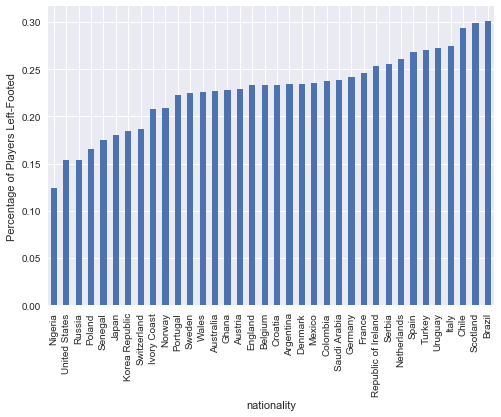 Percentage of Players Left-Footed
0.30
0.25
0.20
0.15
0.10
0.05
0.00
Nigeria
United States
Russia
Poland
Senegal
Japan
Korea Republic
Switzerland
Ivory Coast
Norway
Portugal
Sweden
Wales
Australia
Ghana
Austria
England
Belgium
Croatia
Argentina
Denmark
Mexico
Colombia
Saudi Arabia
Germany
France
Republic of Ireland
Serbia
Netherlands
Spain
Turkey
Uruguay
Italy
Chile
Scotland
Brazil
nationality